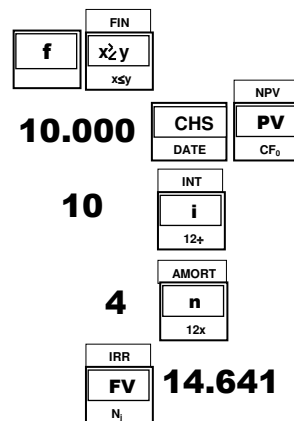 FIN
f x≷y
x≤y
NPV
10.000 CHS PV
DATE CF₀
INT
10 i
12÷
AMORT
4 n
12x
IRR
FV 14.641
Nⱼ